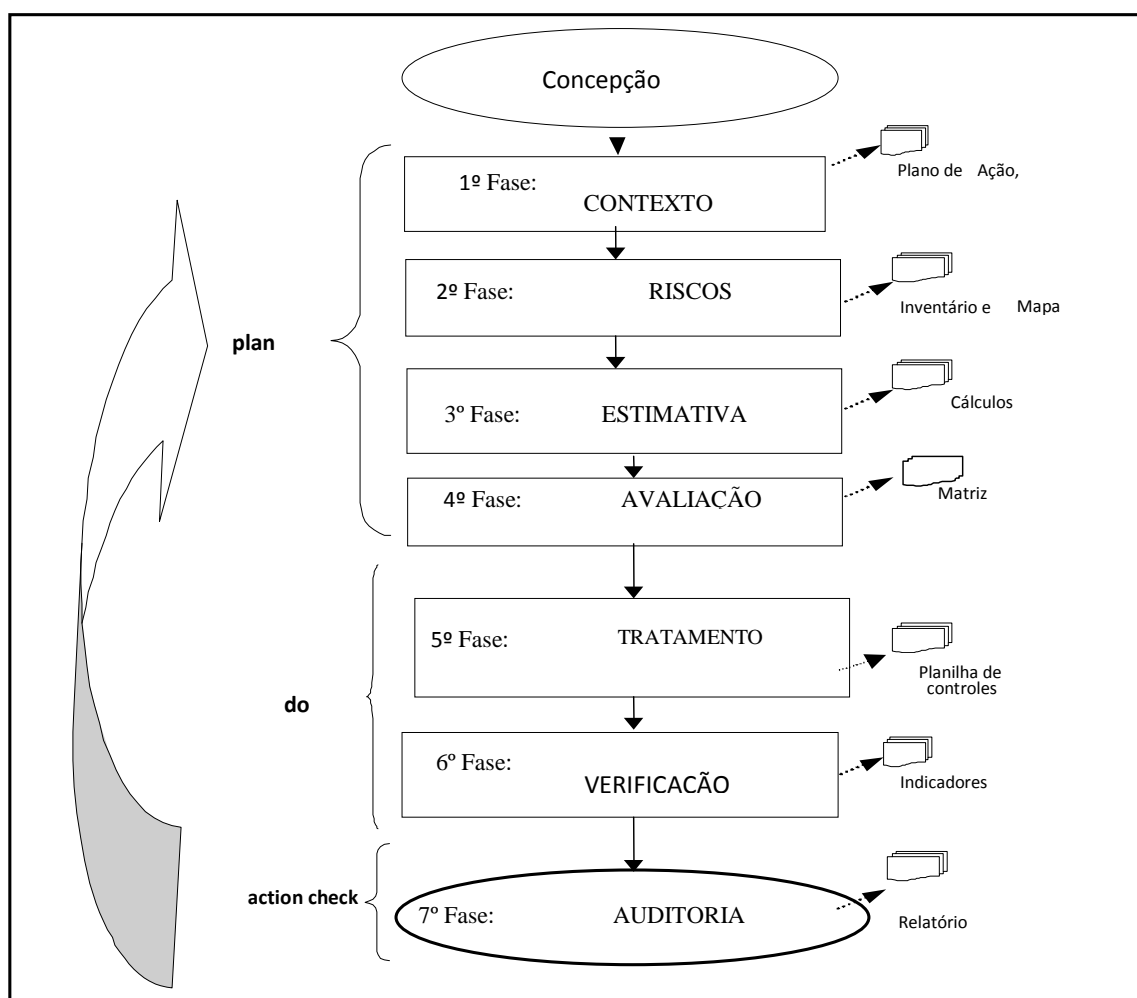 Concepção
1º Fase:
CONTEXTO
Plano de Ação,
2º Fase: RISCOS
Inventário e Mapa
plan
3º Fase: ESTIMATIVA
Cálculos
4º Fase: AVALIAÇÃO
Matriz
5º Fase: TRATAMENTO
Planilha de
controles
do
6º Fase:
VERIFICAÇÃO
Indicadores
action check
7º Fase: AUDITORIA
Relatório